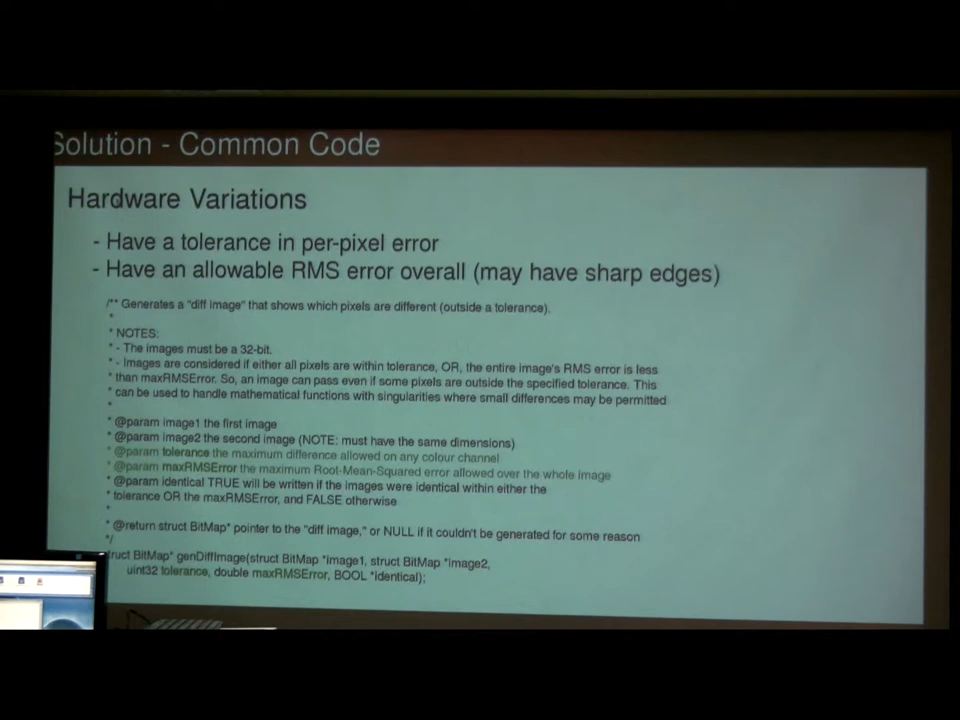 Solution - Common Code
Hardware Variations
- Have a tolerance in per-pixel error
- Have an allowable RMS error overall (may have sharp edges)
/** Generates a "diff image" that shows which pixels are different (outside a tolerance).
*
* NOTES:
* - The images must be a 32-bit.
* - Images are considered if either all pixels are within tolerance, OR, the entire image's RMS error is less
* than maxRMSError. So, an image can pass even if some pixels are outside the specified tolerance. This
* can be used to handle mathematical functions with singularities where small differences may be permitted
*
* @param image1 the first image
* @param image2 the second image (NOTE: must have the same dimensions)
* @param tolerance the maximum difference allowed on any colour channel
* @param maxRMSError the maximum Root-Mean-Squared error allowed over the whole image
* @param identical TRUE will be written if the images were identical within either the
* tolerance OR the maxRMSError, and FALSE otherwise
*
* @return struct BitMap* pointer to the "diff image," or NULL if it couldn't be generated for some reason
*/
truct BitMap* genDiffImage(struct BitMap *image1, struct BitMap *image2,
uint32 tolerance, double maxRMSError, BOOL *identical);